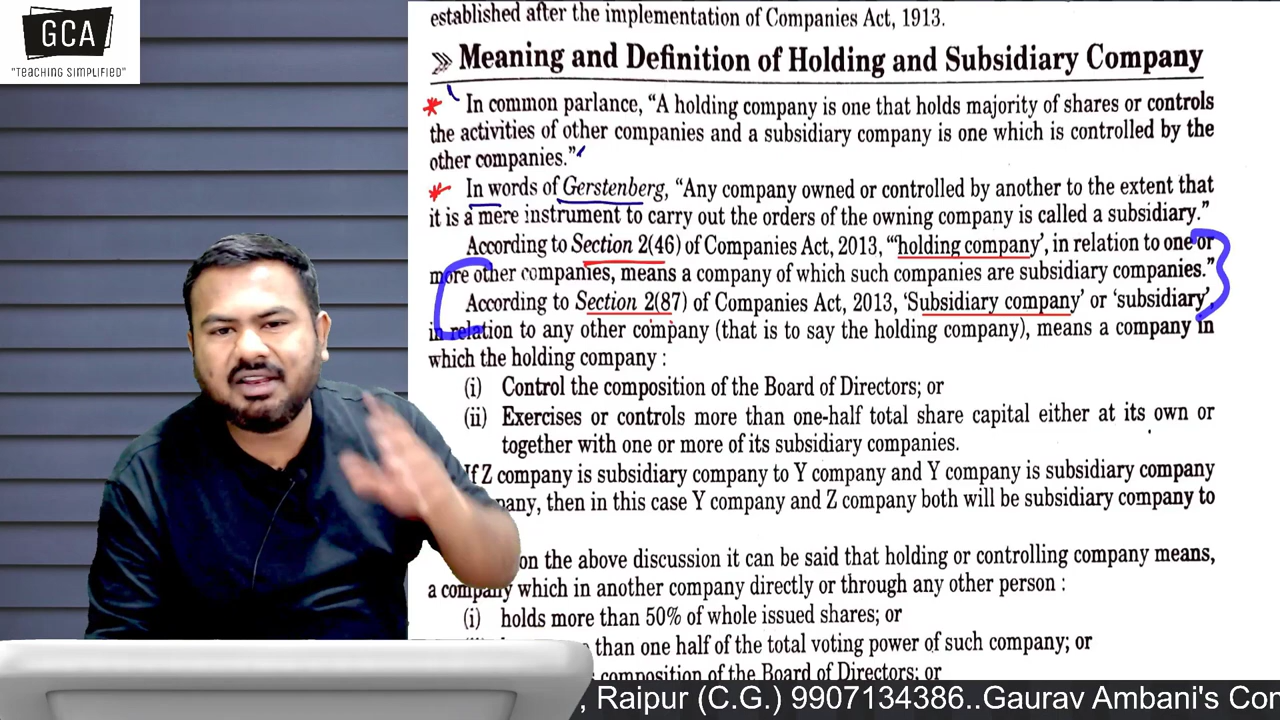 GCA
"TEACHING SIMPLIFIED"
established after the implementation of Companies Act, 1913.
Meaning and Definition of Holding and Subsidiary Company
In common parlance, “A holding company is one that holds majority of shares or controls
the activities of other companies and a subsidiary company is one which is controlled by the
other companies.”
In words of Gerstenberg, “Any company owned or controlled by another to the extent that
it is a mere instrument to carry out the orders of the owning company is called a subsidiary.”
According to Section 2(46) of Companies Act, 2013, “‘holding company’, in relation to one or
more other companies, means a company of which such companies are subsidiary companies.”
According to Section 2(87) of Companies Act, 2013, ‘Subsidiary company’ or ‘subsidiary’,
in relation to any other company (that is to say the holding company), means a company in
which the holding company :
(i) Control the composition of the Board of Directors; or
(ii) Exercises or controls more than one-half total share capital either at its own or
together with one or more of its subsidiary companies.
If Z company is subsidiary company to Y company and Y company is subsidiary company
then in this case Y company and Z company both will be subsidiary company to
on the above discussion it can be said that holding or controlling company means,
a company which in another company directly or through any other person :
(i) holds more than 50% of whole issued shares; or
than one half of the total voting power of such company; or
composition of the Board of Directors; or
, Raipur (C.G.) 9907134386..Gaurav Ambani's